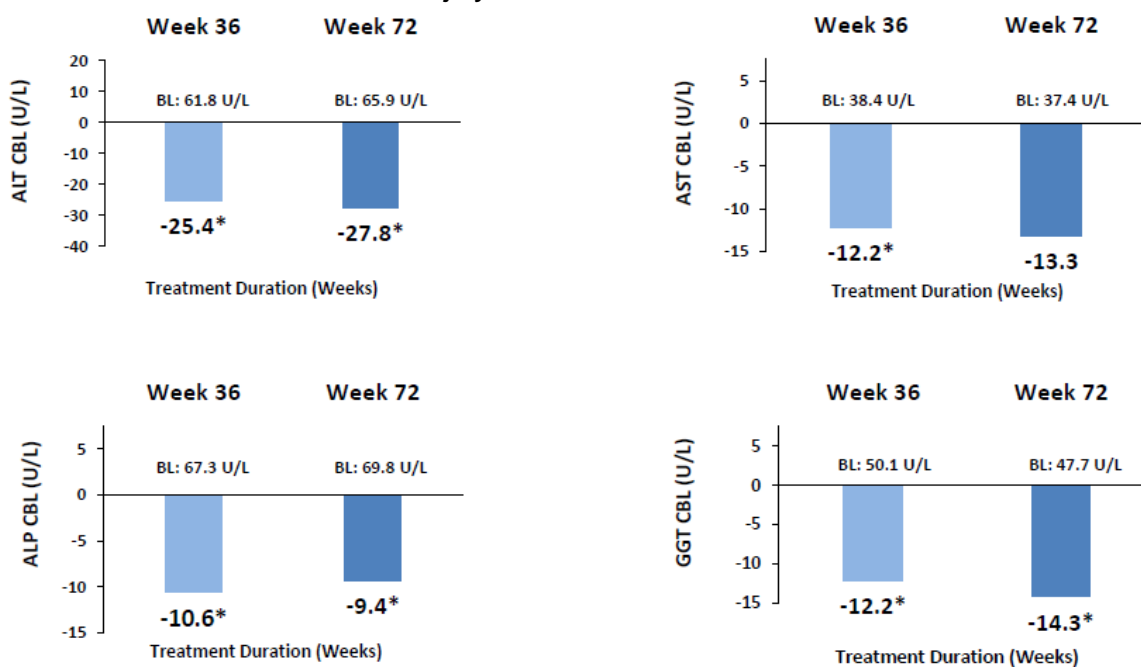 Week 36 Week 72
ALT CBL (U/L)
20
10
0
-10
-20
-30
-40
BL: 61.8 U/L BL: 65.9 U/L
-25.4* -27.8*
Treatment Duration (Weeks)
Week 36 Week 72
AST CBL (U/L)
5
0
-5
-10
-15
BL: 38.4 U/L BL: 37.4 U/L
-12.2* -13.3
Treatment Duration (Weeks)
Week 36 Week 72
ALP CBL (U/L)
5
0
-5
-10
-15
BL: 67.3 U/L BL: 69.8 U/L
-10.6* -9.4*
Treatment Duration (Weeks)
Week 36 Week 72
GGT CBL (U/L)
5
0
-5
-10
-15
BL: 50.1 U/L BL: 47.7 U/L
-12.2* -14.3*
Treatment Duration (Weeks)